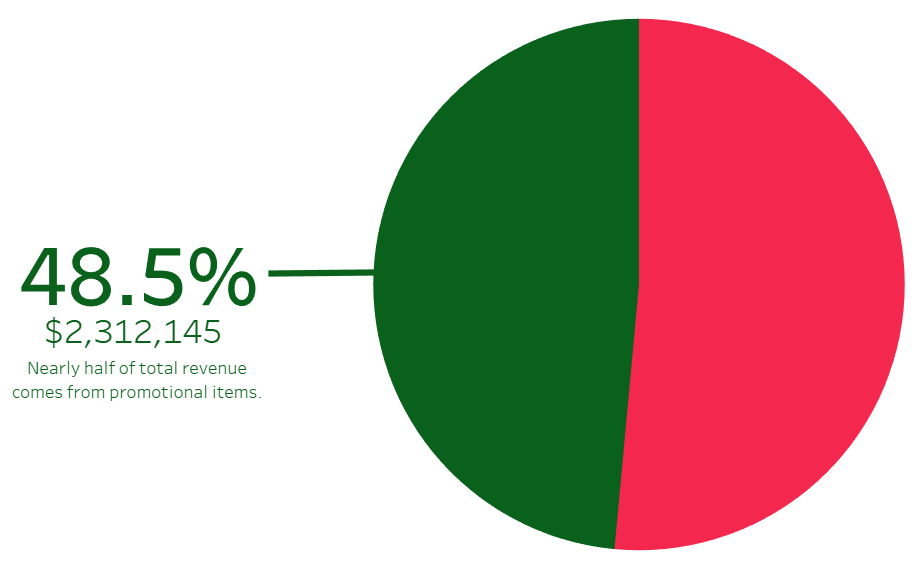 48.5%
$2,312,145
Nearly half of total revenue
comes from promotional items.